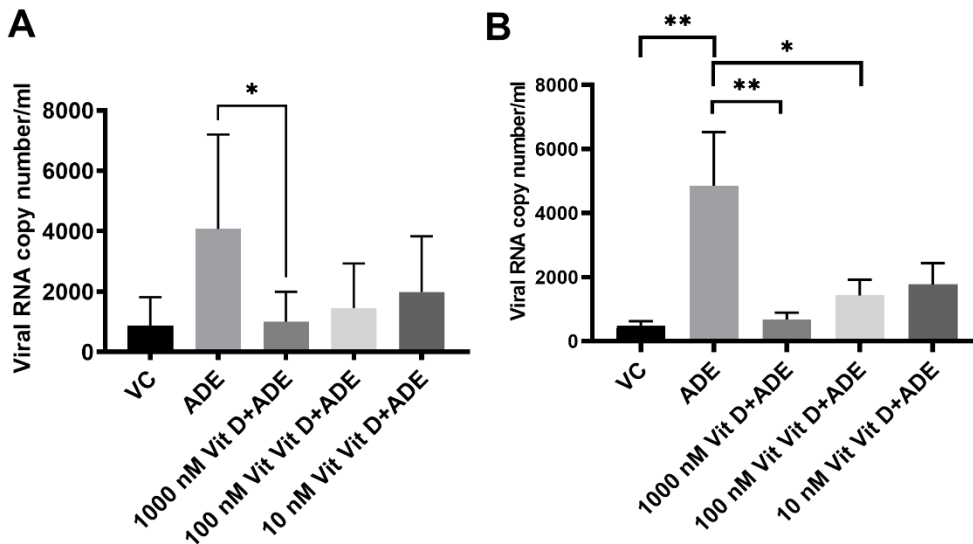 A
Viral RNA copy number/ml
8000
6000
4000
2000
0
*
VC
ADE
1000 nM Vit D+ADE
100 nM Vit Vit D+ADE
10 nM Vit Vit D+ADE
B
Viral RNA copy number/ml
8000
6000
4000
2000
0
**
*
**
VC
ADE
1000 nM Vit D+ADE
100 nM Vit Vit D+ADE
10 nM Vit Vit D+ADE